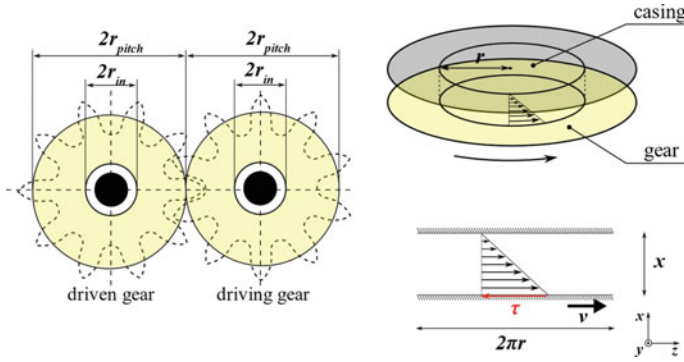 2r_pitch 2r_pitch
2r_in 2r_in
driven gear driving gear
casing
r
gear
x
τ
v
2πr
x
y z